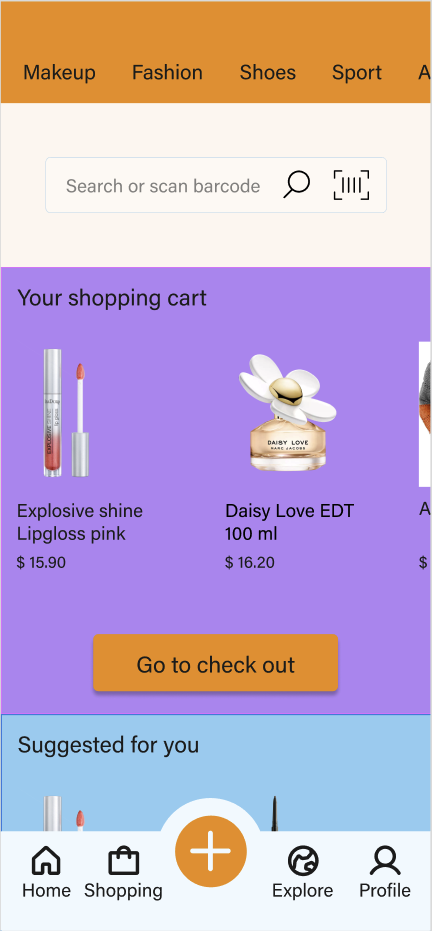 Makeup Fashion Shoes Sport A
Search or scan barcode
Your shopping cart
DAISY LOVE
MARC JACOBS
Explosive shine
Lipgloss pink
$ 15.90
Daisy Love EDT
100 ml
$ 16.20
A
$
Go to check out
Suggested for you
Home Shopping Explore Profile